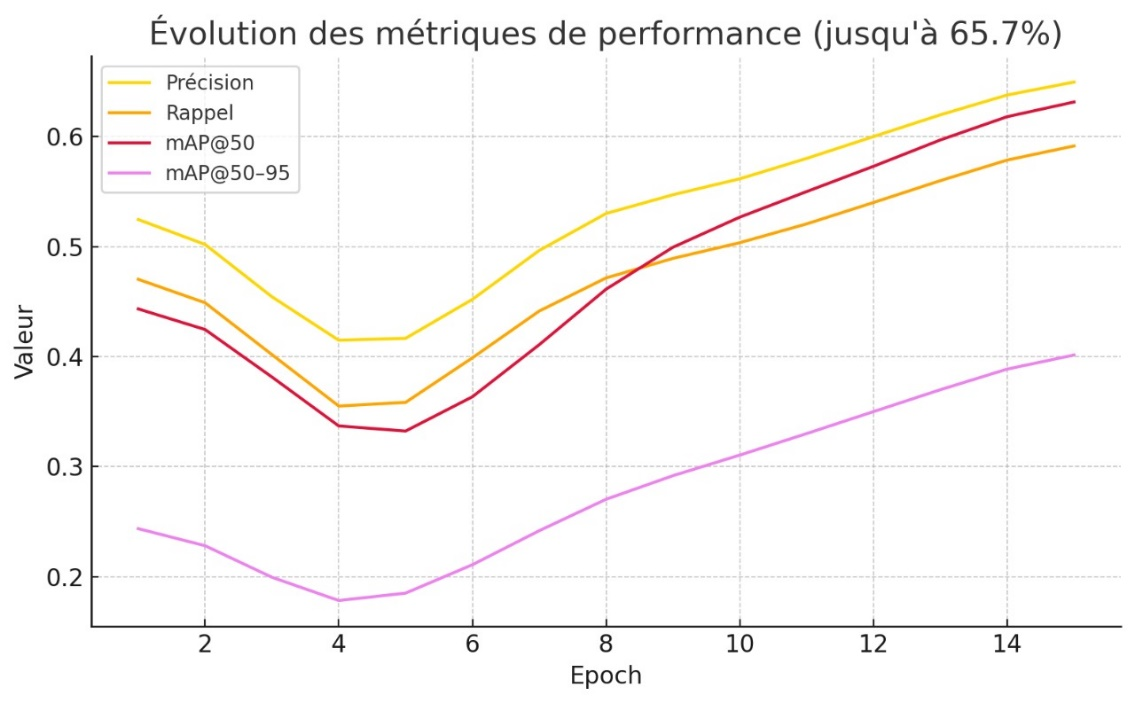 Évolution des métriques de performance (jusqu'à 65.7%)
Précision
Rappel
mAP@50
mAP@50–95
Valeur
0.6
0.5
0.4
0.3
0.2
2 4 6 8 10 12 14
Epoch